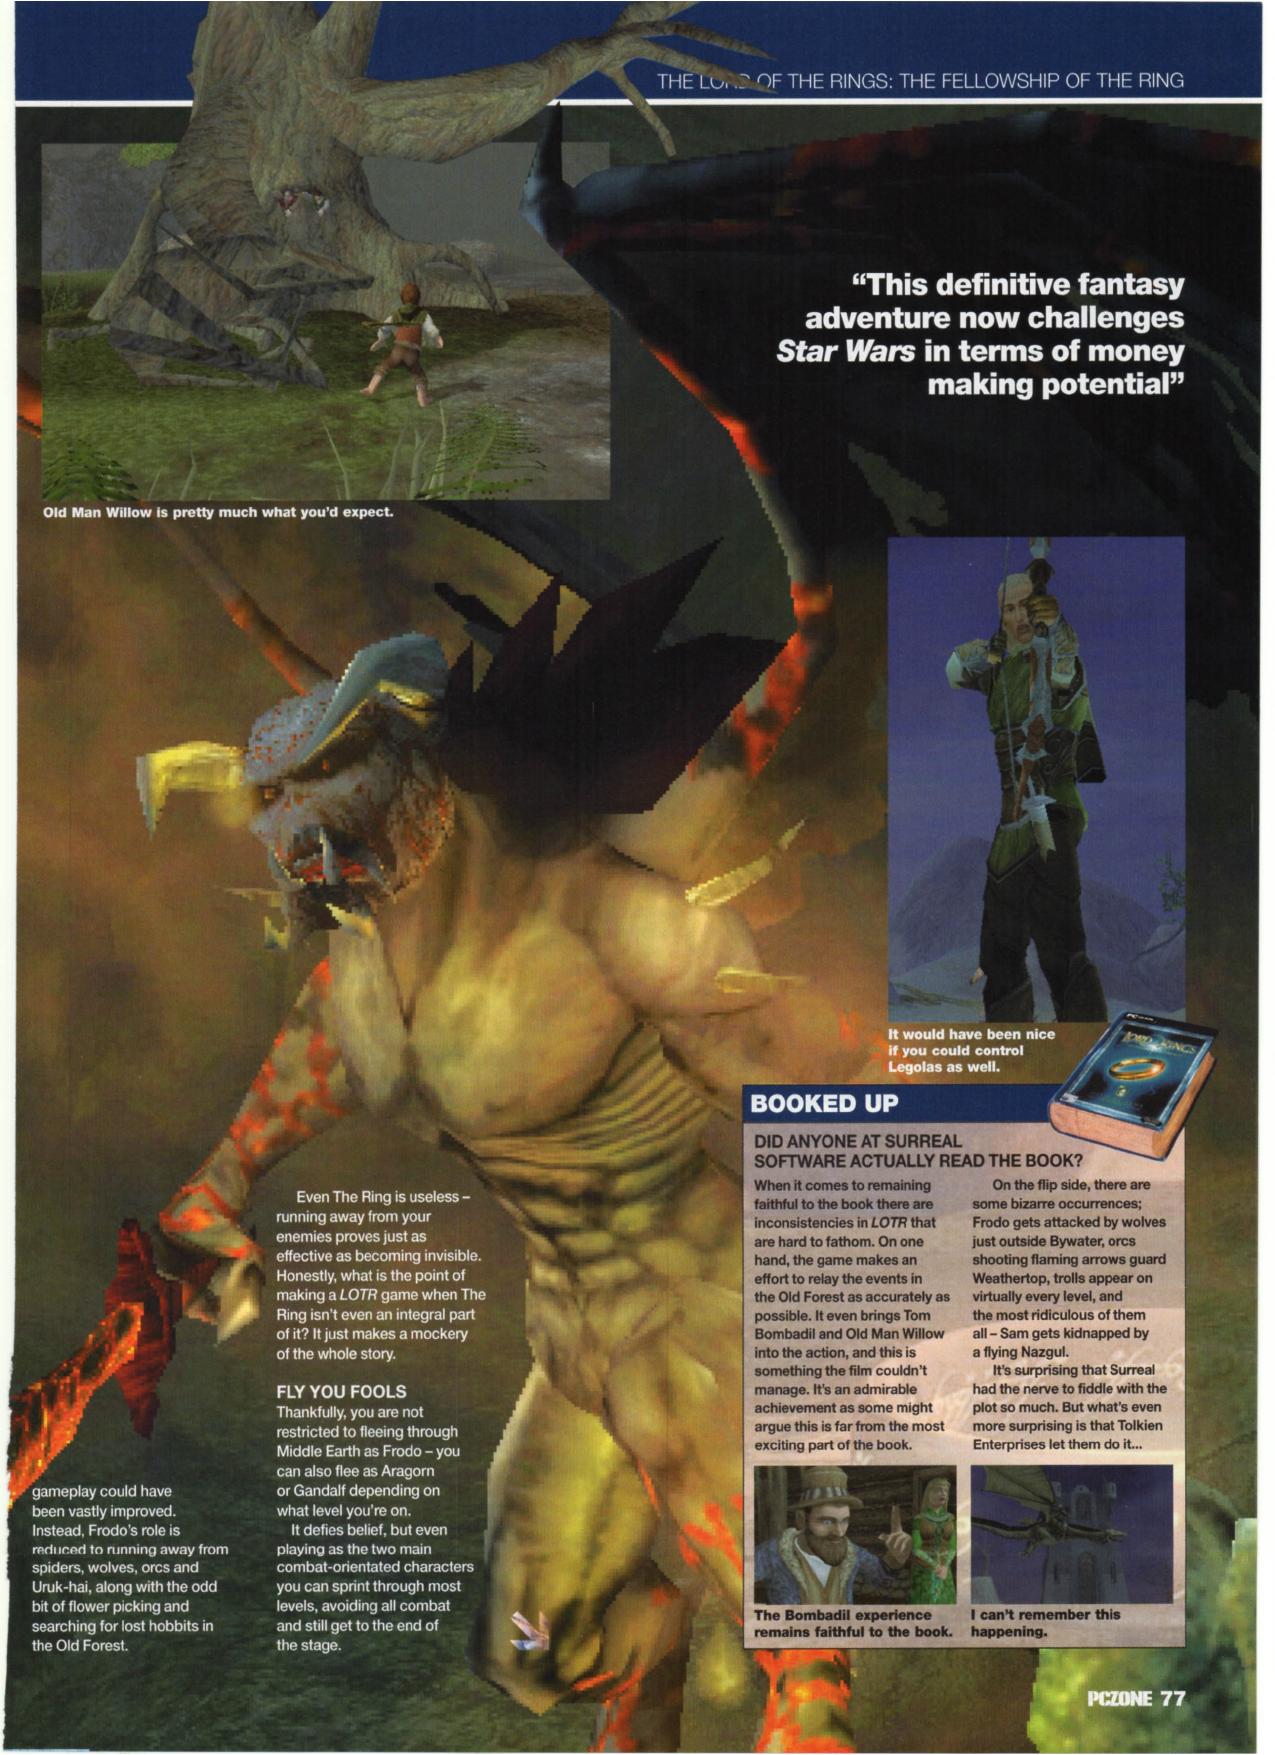 THE LORD OF THE RINGS: THE FELLOWSHIP OF THE RING
“This definitive fantasy
adventure now challenges
Star Wars in terms of money
making potential”
Old Man Willow is pretty much what you’d expect.
It would have been nice
if you could control
Legolas as well.
gameplay could have
been vastly improved.
Instead, Frodo’s role is
reduced to running away from
spiders, wolves, orcs and
Uruk-hai, along with the odd
bit of flower picking and
searching for lost hobbits in
the Old Forest.
Even The Ring is useless –
running away from your
enemies proves just as
effective as becoming invisible.
Honestly, what is the point of
making a LOTR game when The
Ring isn’t even an integral part
of it? It just makes a mockery
of the whole story.
FLY YOU FOOLS
Thankfully, you are not
restricted to fleeing through
Middle Earth as Frodo – you
can also flee as Aragorn
or Gandalf depending on
what level you’re on.
It defies belief, but even
playing as the two main
combat-orientated characters
you can sprint through most
levels, avoiding all combat
and still get to the end of
the stage.
BOOKED UP
DID ANYONE AT SURREAL
SOFTWARE ACTUALLY READ THE BOOK?
When it comes to remaining
faithful to the book there are
inconsistencies in LOTR that
are hard to fathom. On one
hand, the game makes an
effort to relay the events in
the Old Forest as accurately as
possible. It even brings Tom
Bombadil and Old Man Willow
into the action, and this is
something the film couldn’t
manage. It’s an admirable
achievement as some might
argue this is far from the most
exciting part of the book.
On the flip side, there are
some bizarre occurrences;
Frodo gets attacked by wolves
just outside Bywater, orcs
shooting flaming arrows guard
Weathertop, trolls appear on
virtually every level, and
the most ridiculous of them
all – Sam gets kidnapped by
a flying Nazgul.
It’s surprising that Surreal
had the nerve to fiddle with the
plot so much. But what’s even
more surprising is that Tolkien
Enterprises let them do it...
The Bombadil experience
remains faithful to the book.
I can’t remember this
happening.
PCZONE 77